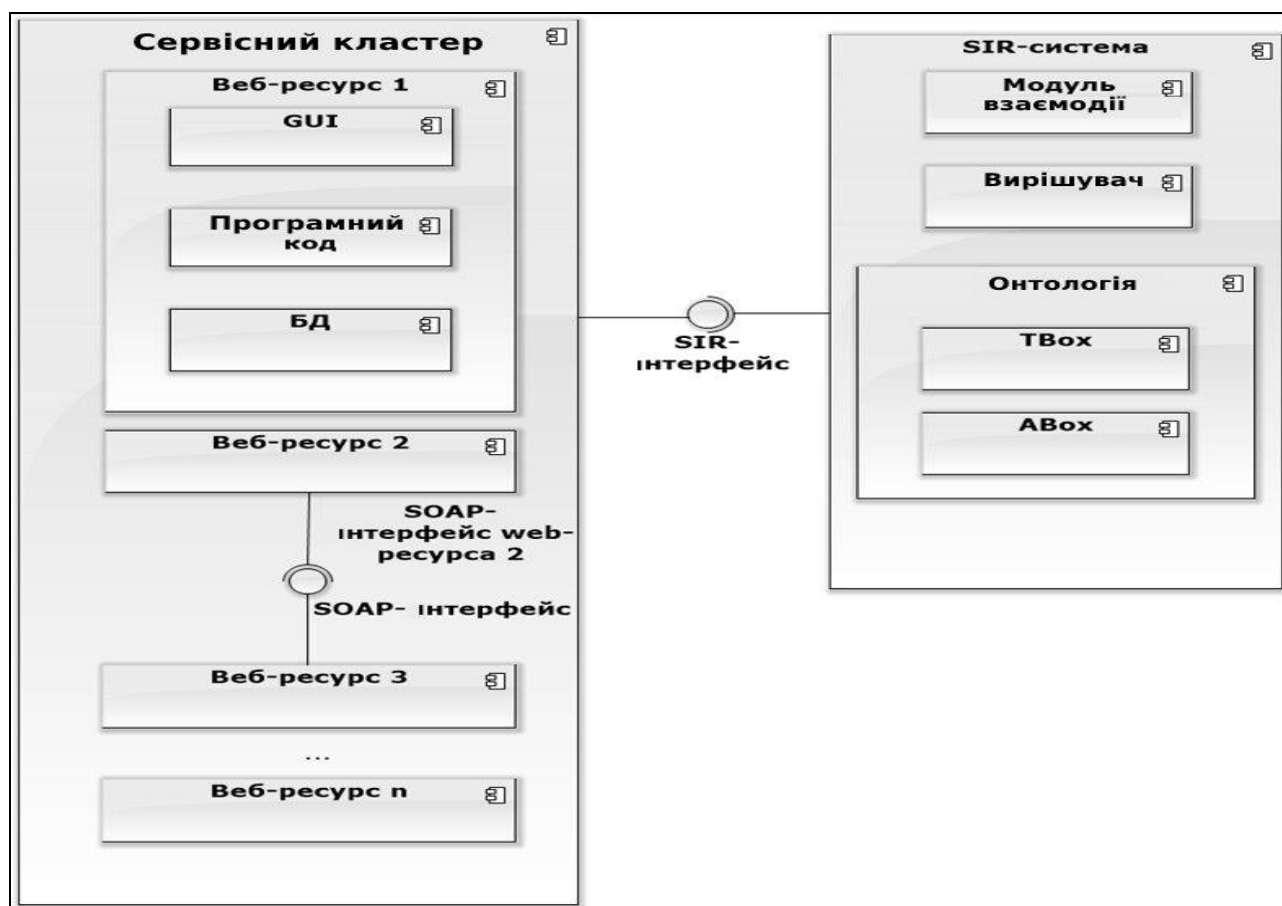 Сервісний кластер
Веб-ресурс 1
GUI
Програмний
код
БД
Веб-ресурс 2
SOAP-
інтерфейс web-
ресурса 2
SOAP- інтерфейс
Веб-ресурс 3
...
Веб-ресурс n
SIR-
інтерфейс
SIR-система
Модуль
взаємодії
Вирішувач
Онтологія
TBox
ABox